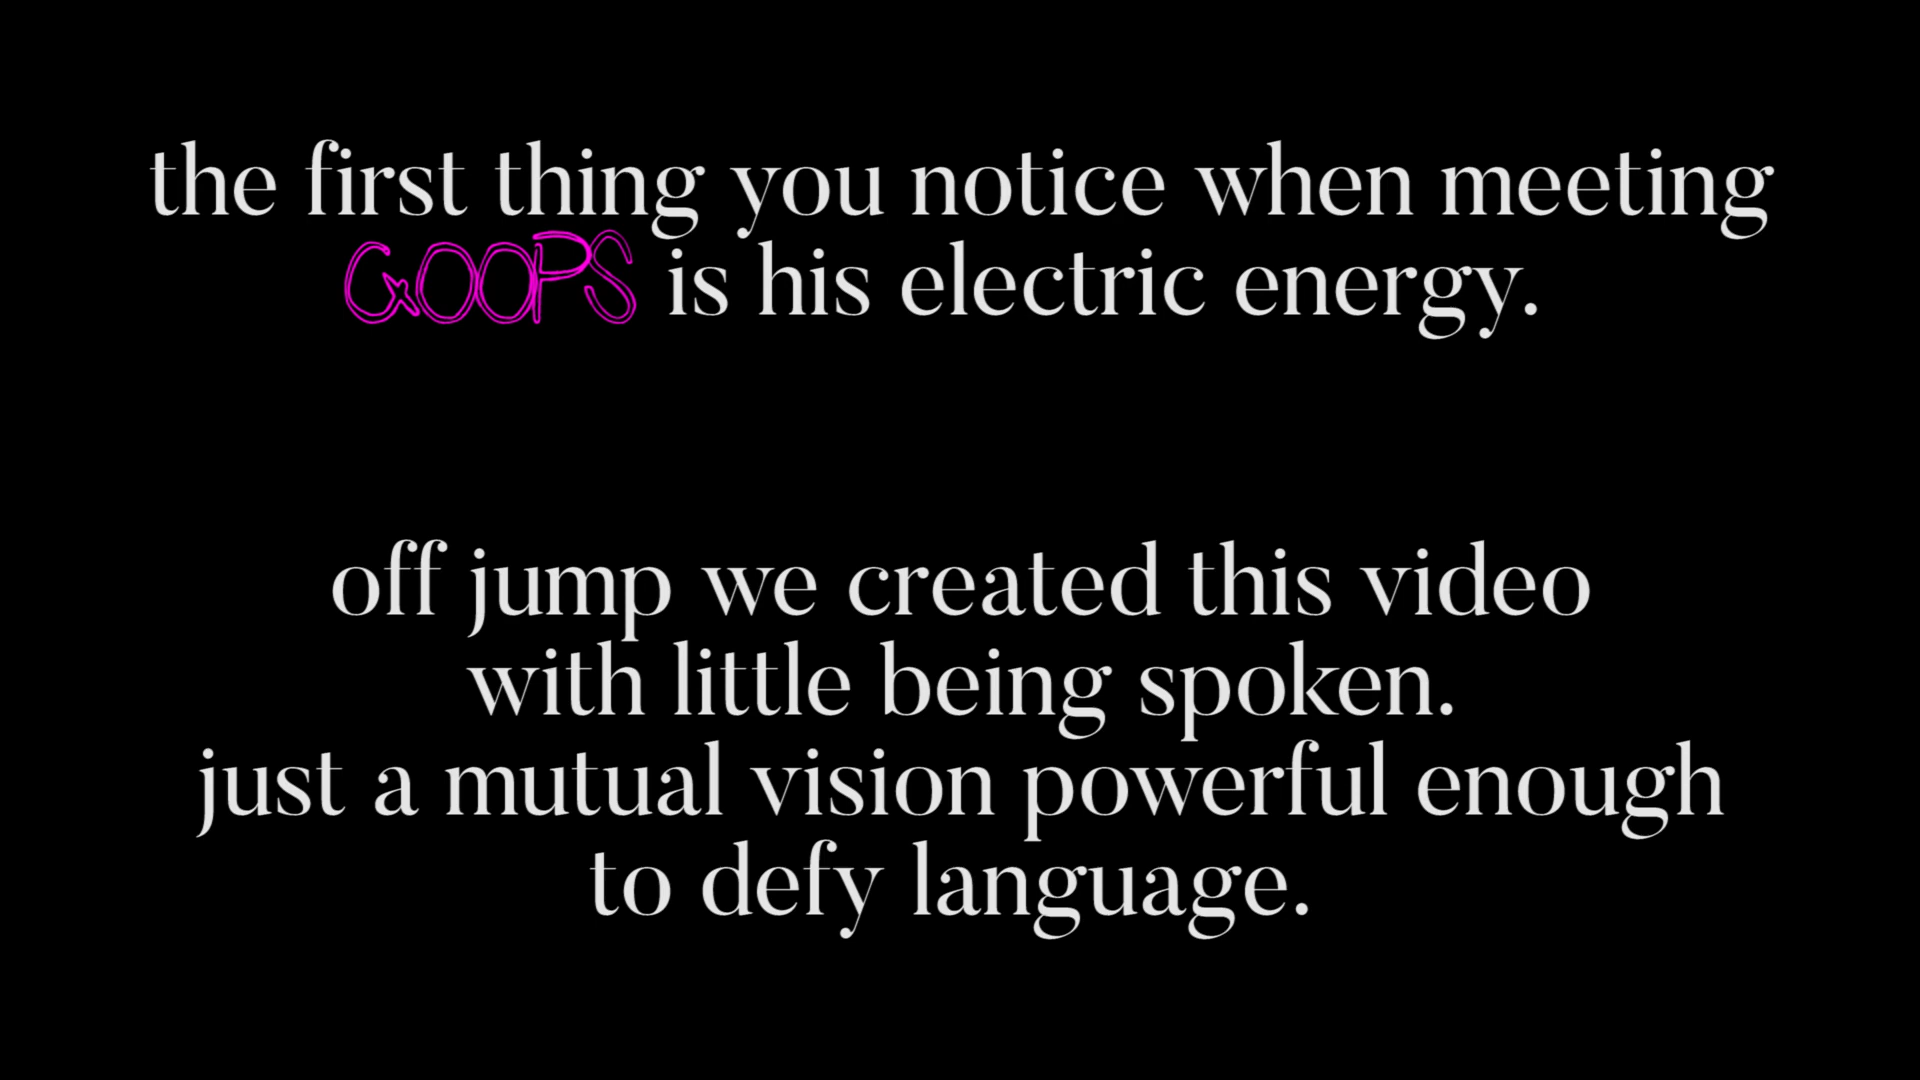 the first thing you notice when meeting
GOOPS is his electric energy.
off jump we created this video
with little being spoken.
just a mutual vision powerful enough
to defy language.